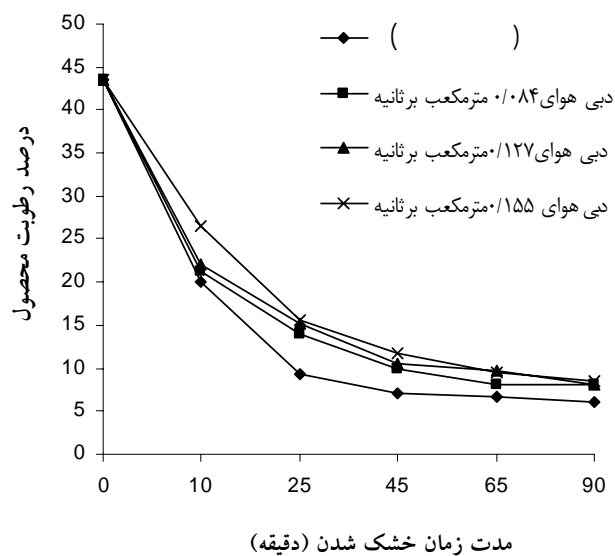 50
45
40
35
30
25
20
15
10
5
0
درصد رطوبت محصول
( )
دبی هوای۰/۰۸۴ مترمکعب برثانیه
دبی هوای۰/۱۲۷مترمکعب برثانیه
دبی هوای ۰/۱۵۵مترمکعب برثانیه
0 10 25 45 65 90
مدت زمان خشک شدن (دقیقه)